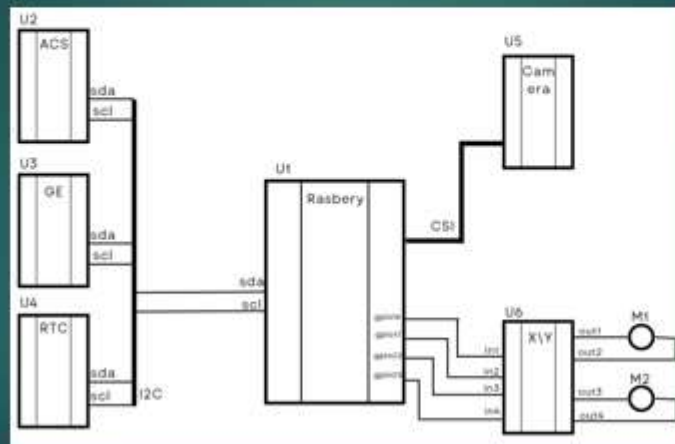 U2
ACS
sda
scl
U3
GE
sda
scl
U4
RTC
sda
scl
I2C
U1
Rasbery
sda
scl
CSI
U5
Cam
era
U6
X\Y
in1
in2
in3
in4
out1
out2
out3
out4
M1
M2